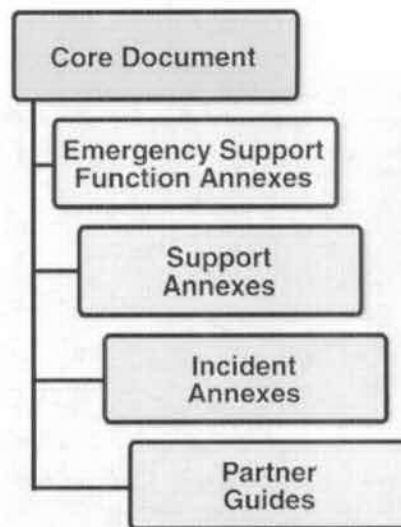 Core Document
Emergency Support
Function Annexes
Support
Annexes
Incident
Annexes
Partner
Guides